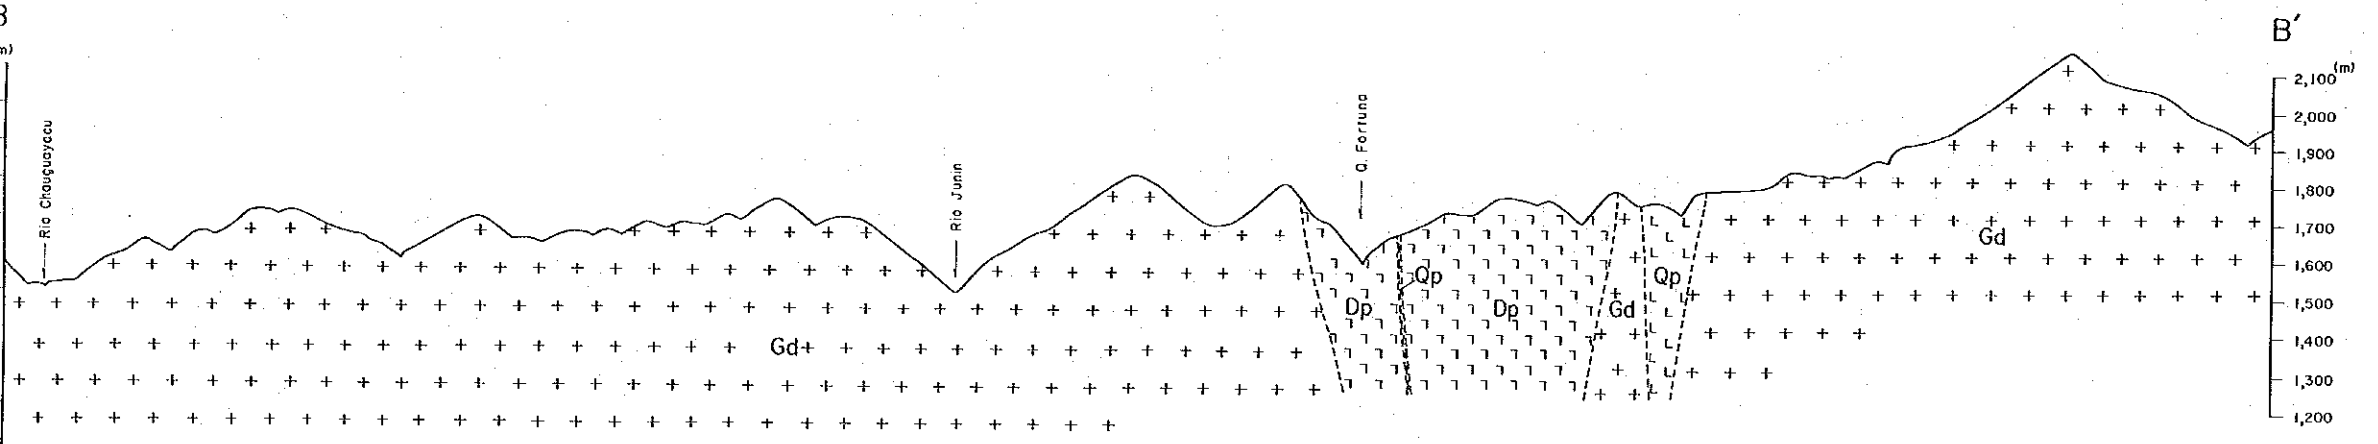 B
B'
m)
(m)
2,100
2,000
1,900
1,800
1,700
1,600
1,500
1,400
1,300
1,200
Rio Chauçuayacu
Rio Junin
Q. Fortuna
Gd
Dp
Qp
Dp
Gd
Qp
Gd